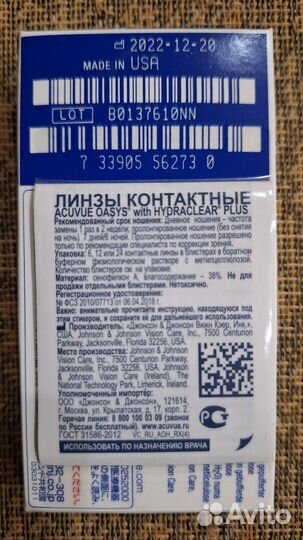 2022-12-20
MADE IN USA
LOT B0137610NN
7 33905 56273 0
ЛИНЗЫ КОНТАКТНЫЕ
ACUVUE OASYS® with HYDRACLEAR® PLUS
Рекомендованный срок ношения: Дневное ношения – частота
замены 1 раз в 2 недели, пролонгированное ношение (без
снятия на ночь) 7 дней/6 ночей. Пролонгированное ношение разрешено
только по рекомендации специалиста по коррекции зрения.
Упаковка: 6, 12 или 24 контактные линзы в блистерах в боратном
буферном физиологическом растворе с метилцеллюлозой.
Количество блистеров см. на упаковке.
Материал: сенофилкон А, влагосодержание – 38%. Не для
продажи отдельными блистерами. Нетоксично
Регистрационное удостоверение
№ ФСЗ 2010/07713 от 06.04.2018 г.
Важно: внимательно прочитайте инструкцию, находящуюся под
этим стикером, и сохраните её для дальнейшего использования.
Производитель: «Джонсон & Джонсон Вижн Кэер, Инк.»,
США, Johnson & Johnson Vision Care, Inc., 7500 Centurion
Parkway, Jacksonville, Florida 32256, USA
Место производства: Johnson & Johnson
Vision Care, Inc., 7500 Centurion Parkway,
Jacksonville, Florida 32256, USA, Johnson &
Johnson Vision Care (Ireland), The
National Technology Park, Limerick, Ireland.
Уполномоченный импортер:
ООО «Джонсон & Джонсон», 121614,
г. Москва, ул. Крылатская, д. 17, корп. 2.
Горячая линия: 8 800 100 03 09 (звонок
по России бесплатный). www.acuvue.ru
ГОСТ 31586-2012 VC_RU_AOH_RX(4)
ИСПОЛЬЗОВАТЬ ПО НАЗНАЧЕНИЮ ВРАЧА
Avito